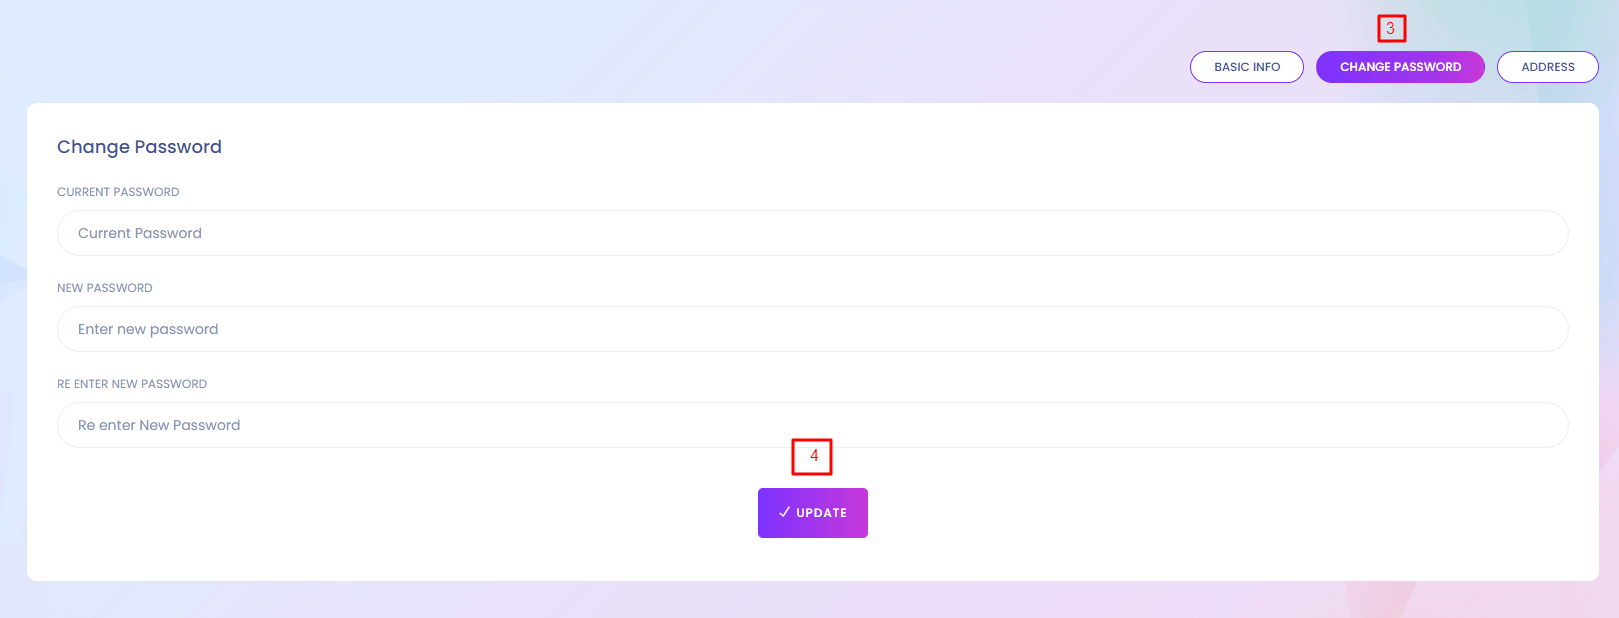 3
BASIC INFO CHANGE PASSWORD ADDRESS
Change Password
CURRENT PASSWORD
Current Password
NEW PASSWORD
Enter new password
RE ENTER NEW PASSWORD
Re enter New Password
4
UPDATE